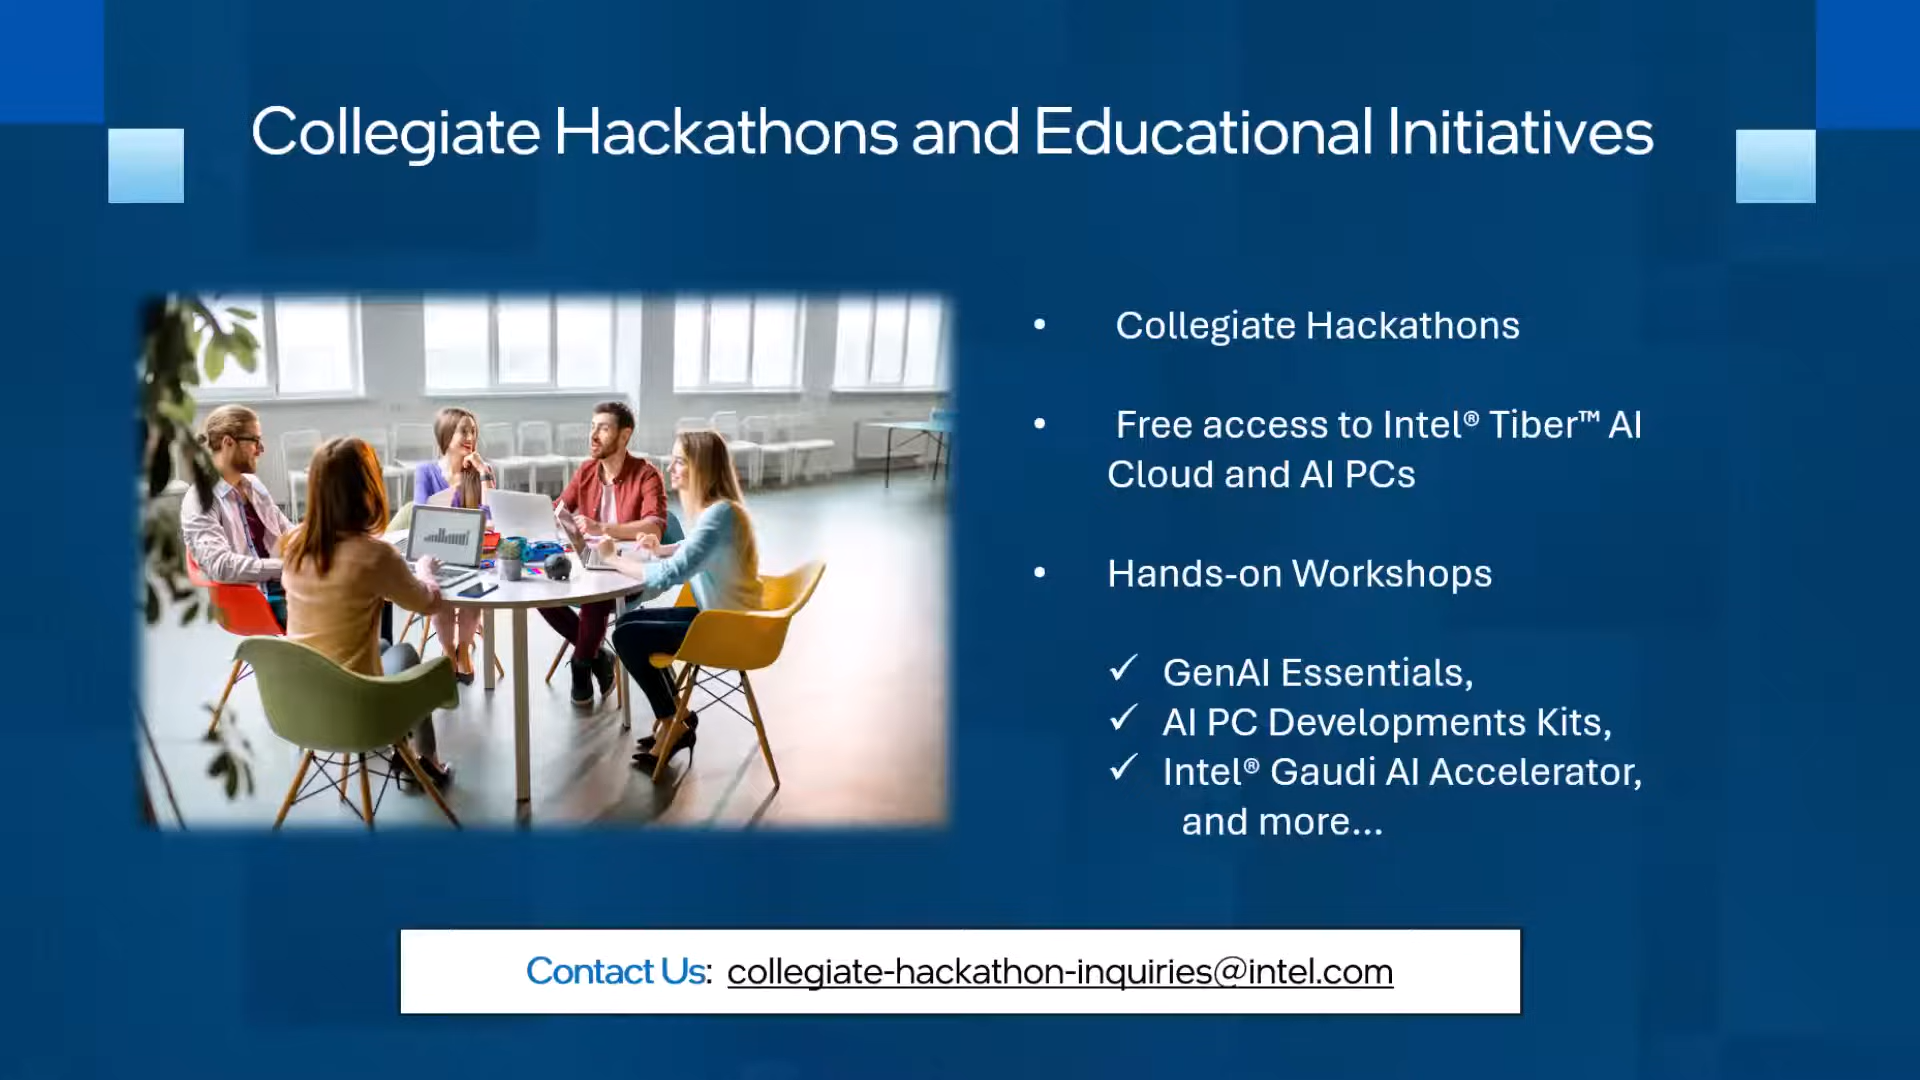 Collegiate Hackathons and Educational Initiatives
• Collegiate Hackathons
• Free access to Intel® Tiber™ AI
Cloud and AI PCs
• Hands-on Workshops
✓ GenAI Essentials,
✓ AI PC Developments Kits,
✓ Intel® Gaudi AI Accelerator,
and more...
Contact Us: collegiate-hackathon-inquiries@intel.com